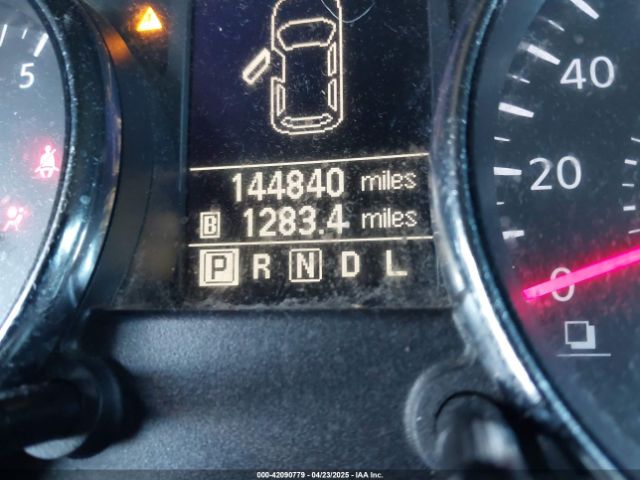 5
40
20
0
144840 miles
B 1283.4 miles
P R N D L
000-42090779 | 04/23/2025 | IAA Inc.